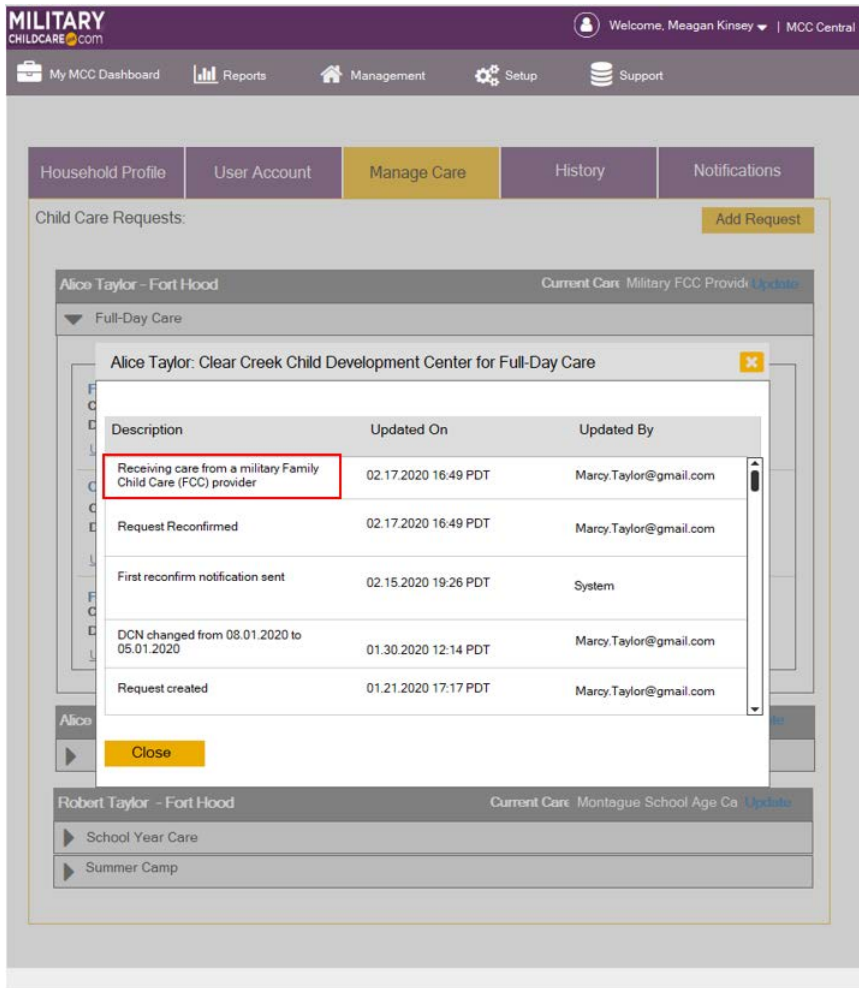 MILITARY
CHILDCARE.com
Welcome, Meagan Kinsey | MCC Central
My MCC Dashboard Reports Management Setup Support
Household Profile User Account Manage Care History Notifications
Child Care Requests: Add Request
Alice Taylor - Fort Hood Current Care Military FCC Provid Update
Full-Day Care
Alice Taylor: Clear Creek Child Development Center for Full-Day Care
Description Updated On Updated By
Receiving care from a military Family
Child Care (FCC) provider 02.17.2020 16:49 PDT Marcy.Taylor@gmail.com
Request Reconfirmed 02.17.2020 16:49 PDT Marcy.Taylor@gmail.com
First reconfirm notification sent 02.15.2020 19:26 PDT System
DCN changed from 08.01.2020 to
05.01.2020 01.30.2020 12:14 PDT Marcy.Taylor@gmail.com
Request created 01.21.2020 17:17 PDT Marcy.Taylor@gmail.com
Alice
Close
Robert Taylor - Fort Hood Current Care Montague School Age Ca Update
School Year Care
Summer Camp